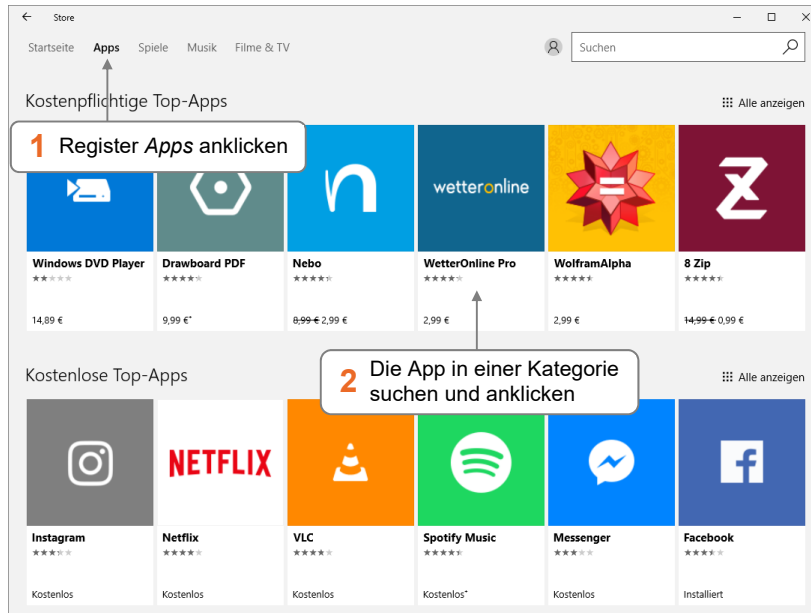 Store
Startseite Apps Spiele Musik Filme & TV
Suchen
Kostenpflichtige Top-Apps
Alle anzeigen
1 Register Apps anklicken
wetteronline
Windows DVD Player
14,89 €
Drawboard PDF
9,99 €*
Nebo
8,99 € 2,99 €
WetterOnline Pro
2,99 €
WolframAlpha
2,99 €
8 Zip
14,99 € 0,99 €
2 Die App in einer Kategorie
suchen und anklicken
Kostenlose Top-Apps
Alle anzeigen
NETFLIX
Instagram
Kostenlos
Netflix
Kostenlos
VLC
Kostenlos
Spotify Music
Kostenlos*
Messenger
Kostenlos
Facebook
Installiert